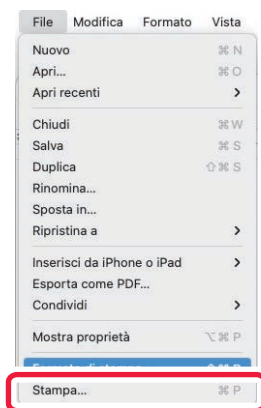 File Modifica Formato Vista
Nuovo ⌘ N
Apri... ⌘ O
Apri recenti >
Chiudi ⌘ W
Salva ⌘ S
Duplica ⇧ ⌘ S
Rinomina...
Sposta in...
Ripristina a >
Inserisci da iPhone o iPad >
Esporta come PDF...
Condividi >
Mostra proprietà ⌥ ⌘ P
Stampa... ⌘ P